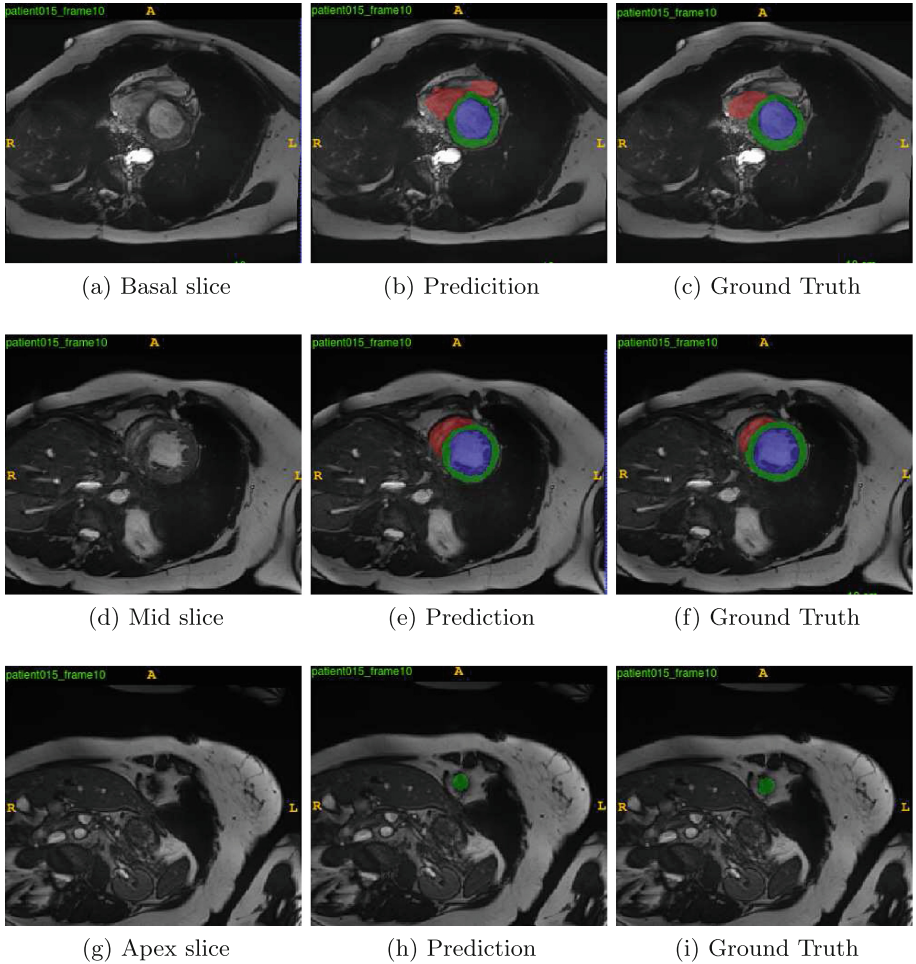 patient015_frame10 A patient015_frame10 A patient015_frame10 A
R L R L R L
(a) Basal slice (b) Predicition (c) Ground Truth
patient015_frame10 A patient015_frame10 A patient015_frame10 A
R L R L R L
(d) Mid slice (e) Prediction (f) Ground Truth
patient015_frame10 A patient015_frame10 A patient015_frame10 A
R L R L R L
(g) Apex slice (h) Prediction (i) Ground Truth